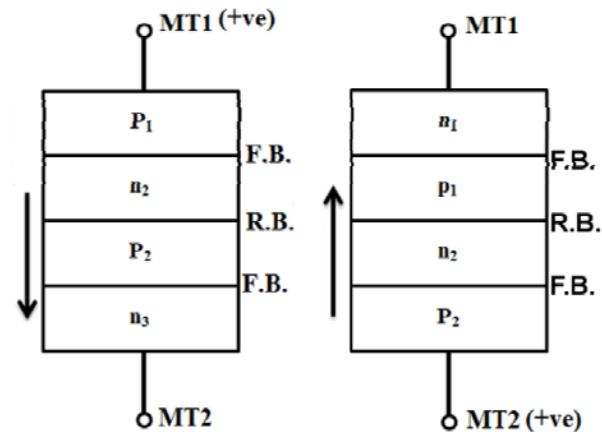 MT1 (+ve)
P₁
F.B.
n₂
R.B.
P₂
F.B.
n₃
MT2
MT1
n₁
F.B.
p₁
R.B.
n₂
F.B.
P₂
MT2 (+ve)